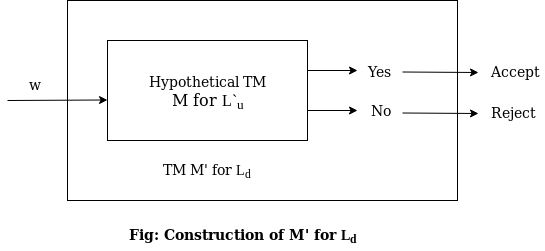 w
Hypothetical TM
M for L`u
Yes
Accept
No
Reject
TM M' for Ld
Fig: Construction of M' for Ld